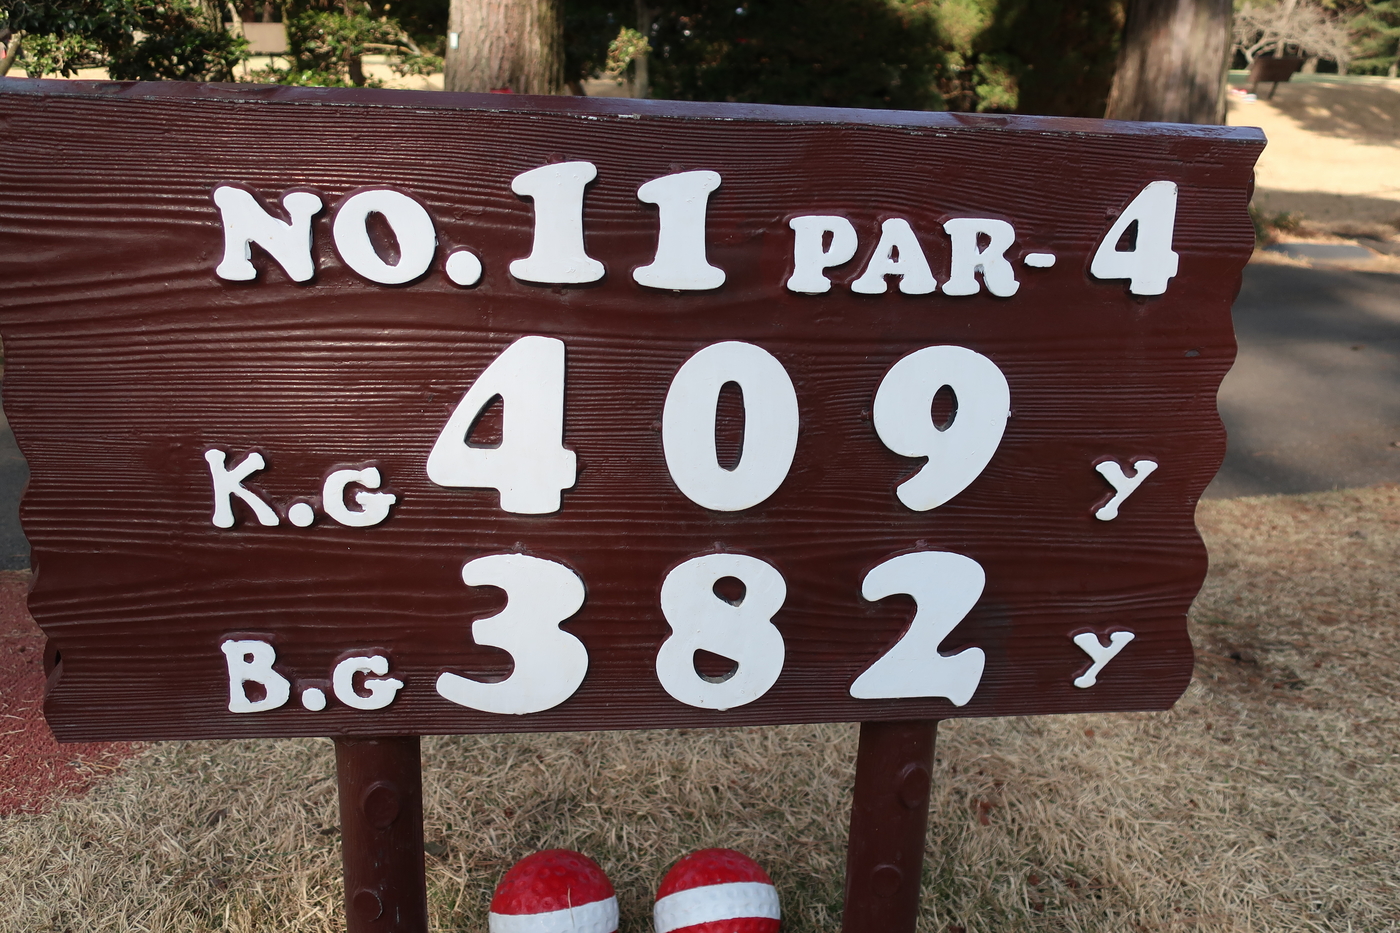 NO.11 PAR-4
K.G 409 Y
B.G 382 Y